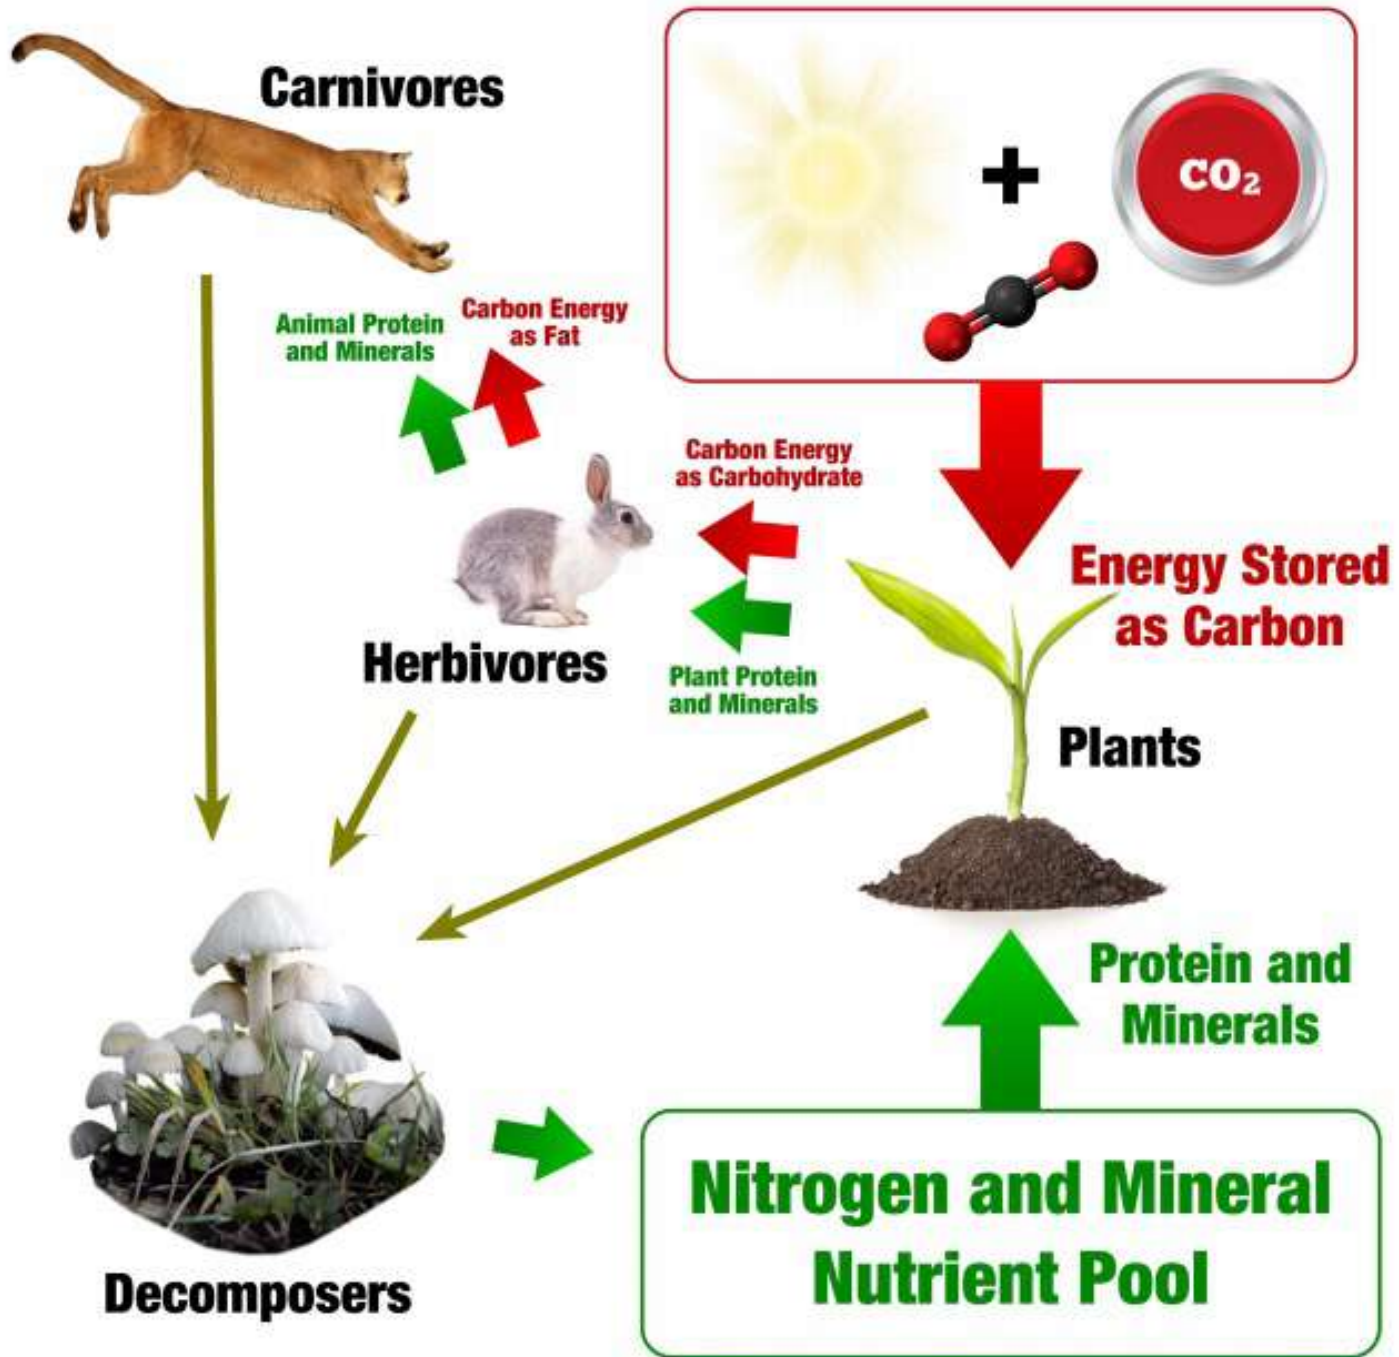 Carnivores
CO₂
Animal Protein
and Minerals
Carbon Energy
as Fat
Carbon Energy
as Carbohydrate
Energy Stored
as Carbon
Herbivores
Plant Protein
and Minerals
Plants
Protein and
Minerals
Nitrogen and Mineral
Nutrient Pool
Decomposers